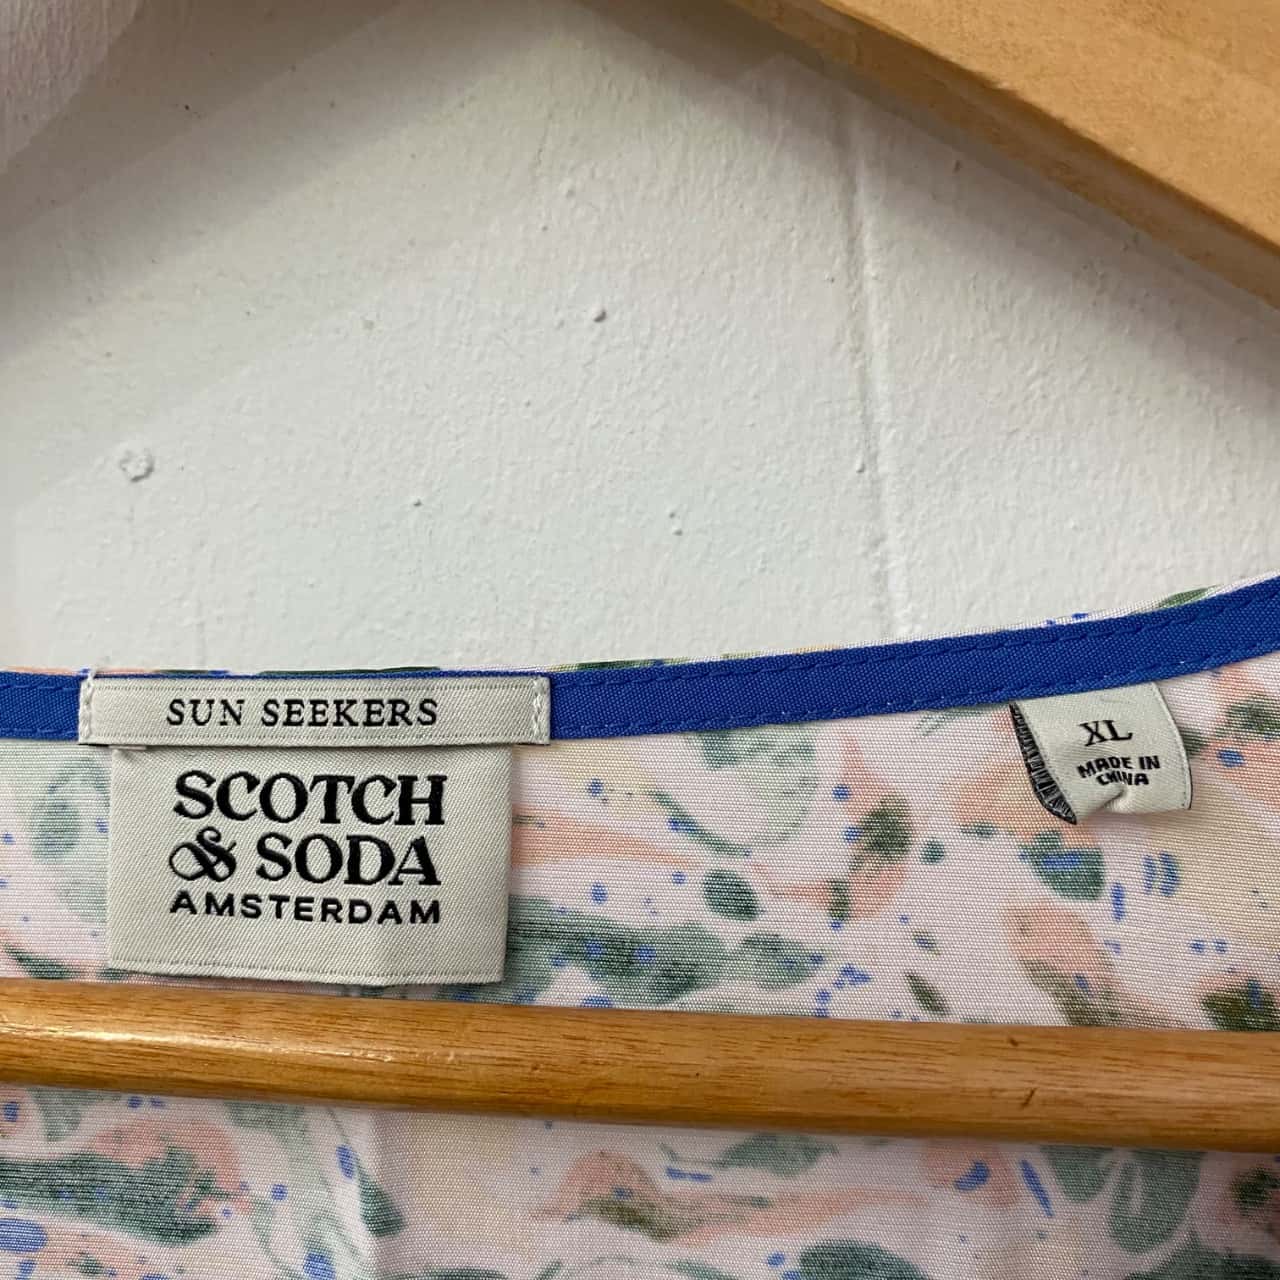 SUN SEEKERS
SCOTCH
& SODA
AMSTERDAM
XL
MADE IN
CHINA